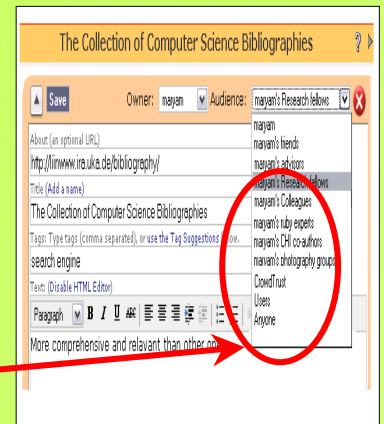 The Collection of Computer Science Bibliographies ?
Save Owner: maryam Audience: maryam's Research fellows
maryam
About (an optional URL)
maryam's friends
http://liinwww.ira.uka.de/bibliography/
maryam's advisors
Title (Add a name)
maryam's Research fellows
The Collection of Computer Science Bibliographies
maryam's Colleagues
maryam's ruby experts
Tags: Type tags (comma separated), or use the Tag Suggestions
maryam's CHI co-authors
search engine
maryam's photography groups
Text: (Disable HTML Editor)
CrowdTrust
Users
Paragraph B I U ABC
Anyone
More comprehensive and relavant than other